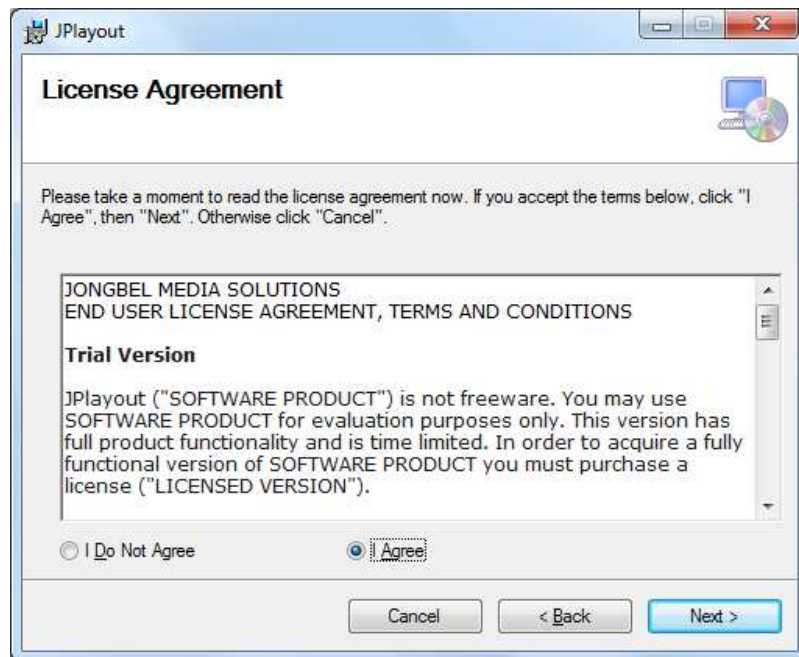 JPlayout
License Agreement
Please take a moment to read the license agreement now. If you accept the terms below, click "I
Agree", then "Next". Otherwise click "Cancel".
JONGBEL MEDIA SOLUTIONS
END USER LICENSE AGREEMENT, TERMS AND CONDITIONS
Trial Version
JPlayout ("SOFTWARE PRODUCT") is not freeware. You may use
SOFTWARE PRODUCT for evaluation purposes only. This version has
full product functionality and is time limited. In order to acquire a fully
functional version of SOFTWARE PRODUCT you must purchase a
license ("LICENSED VERSION").
I Do Not Agree
I Agree
Cancel
< Back
Next >